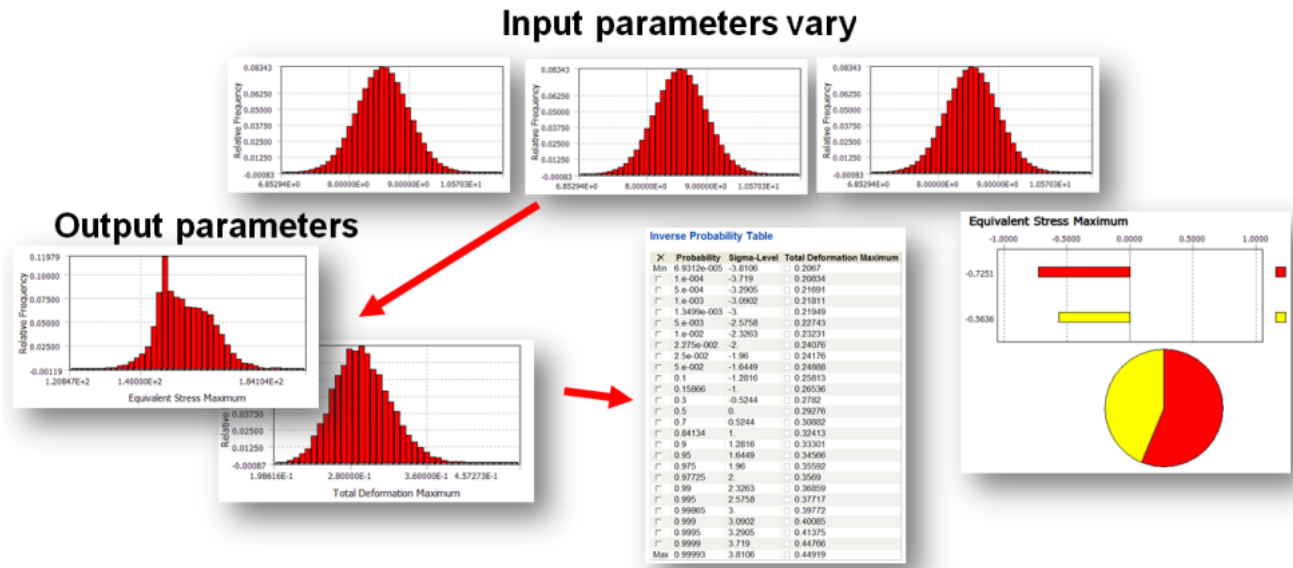 Input parameters vary
0.08343
0.06250
0.05000
0.03750
0.02500
0.01250
-0.00083
Relative Frequency
6.85294E+0 8.00000E+0 9.00000E+0 1.05703E+1
0.08343
0.06250
0.05000
0.03750
0.02500
0.01250
-0.00083
Relative Frequency
6.85294E+0 8.00000E+0 9.00000E+0 1.05703E+1
0.08343
0.06250
0.05000
0.03750
0.02500
0.01250
-0.00083
Relative Frequency
6.85294E+0 8.00000E+0 9.00000E+0 1.05703E+1
Output parameters
0.11979
0.10000
0.07500
0.05000
0.02500
-0.00119
Relative Frequency
1.20847E+2 1.40000E+2 1.84104E+2
Equivalent Stress Maximum
0.03750
0.02500
0.01250
-0.00087
1.98616E-1 2.80000E-1 3.60000E-1 4.57273E-1
Total Deformation Maximum
Inverse Probability Table
Probability Sigma-Level Total Deformation Maximum
Min 6.9312e-005 -3.8106 0.2067
1.e-004 -3.719 0.20834
5.e-004 -3.2905 0.21691
1.e-003 -3.0902 0.21811
1.3499e-003 -3. 0.21949
5.e-003 -2.5758 0.22743
1.e-002 -2.3263 0.23231
2.275e-002 -2. 0.24076
2.5e-002 -1.96 0.24176
5.e-002 -1.6449 0.24888
0.1 -1.2816 0.25813
0.15866 -1. 0.26536
0.3 -0.5244 0.2782
0.5 0. 0.29276
0.7 0.5244 0.30882
0.84134 1. 0.32413
0.9 1.2816 0.33301
0.95 1.6449 0.34566
0.975 1.96 0.35592
0.97725 2. 0.3569
0.99 2.3263 0.36859
0.995 2.5758 0.37717
0.99865 3. 0.39772
0.999 3.0902 0.40085
0.9995 3.2905 0.41375
0.9999 3.719 0.44766
Max 0.99993 3.8106 0.44919
Equivalent Stress Maximum
-1.0000 -0.5000 0.0000 0.5000 1.0000
-0.7251
-0.5636